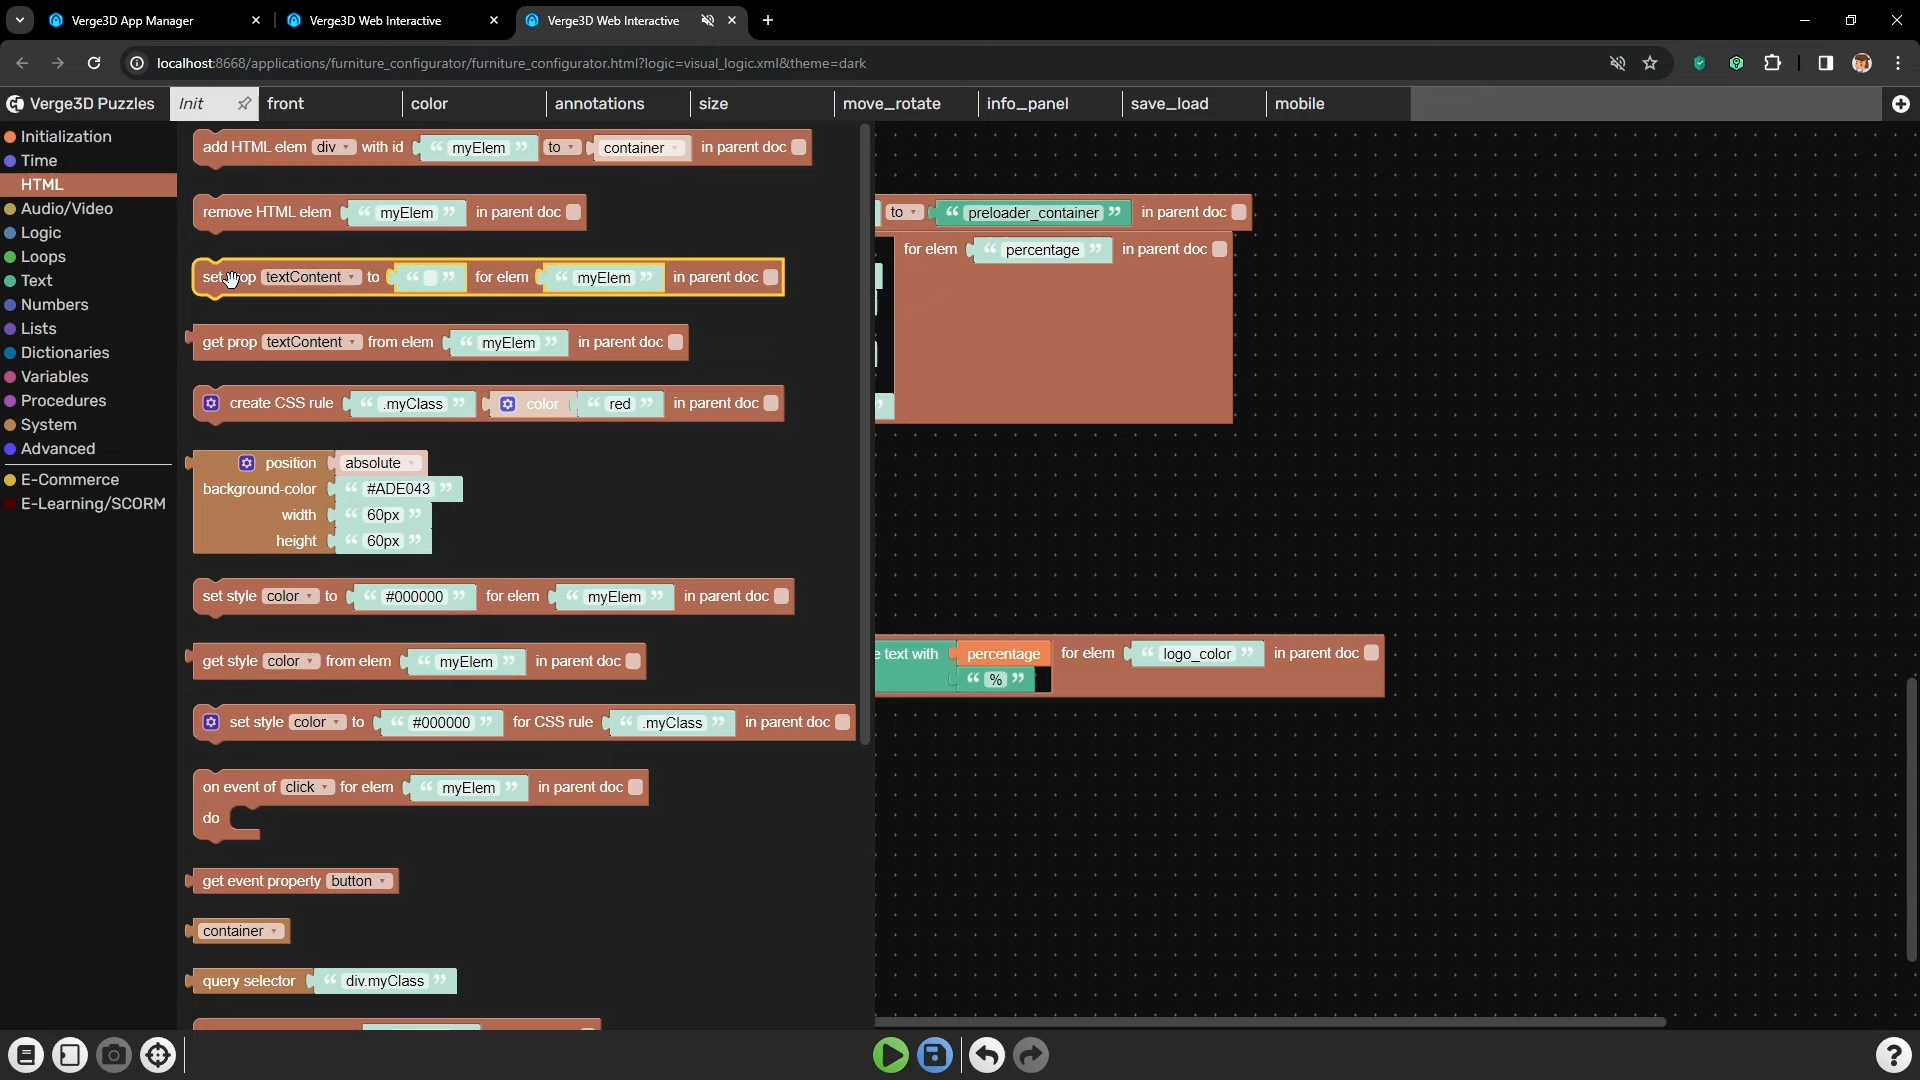 Verge3D App Manager
Verge3D Web Interactive
Verge3D Web Interactive
localhost:8668/applications/furniture_configurator/furniture_configurator.html?logic=visual_logic.xml&theme=dark
Verge3D Puzzles
Init
front
color
annotations
size
move_rotate
info_panel
save_load
mobile
Initialization
Time
HTML
Audio/Video
Logic
Loops
Text
Numbers
Lists
Dictionaries
Variables
Procedures
System
Advanced
E-Commerce
E-Learning/SCORM
add HTML elem div with id “ myElem ” to container in parent doc
remove HTML elem “ myElem ” in parent doc
set prop textContent to “ ” for elem “ myElem ” in parent doc
get prop textContent from elem “ myElem ” in parent doc
create CSS rule “ .myClass ” color “ red ” in parent doc
position absolute
background-color “ #ADE043 ”
width “ 60px ”
height “ 60px ”
set style color to “ #000000 ” for elem “ myElem ” in parent doc
get style color from elem “ myElem ” in parent doc
set style color to “ #000000 ” for CSS rule “ .myClass ” in parent doc
on event of click for elem “ myElem ” in parent doc
do
get event property button
container
query selector “ div.myClass ”
to “ preloader_container ” in parent doc
for elem “ percentage ” in parent doc
e text with percentage for elem “ logo_color ” in parent doc
“ % ”
?